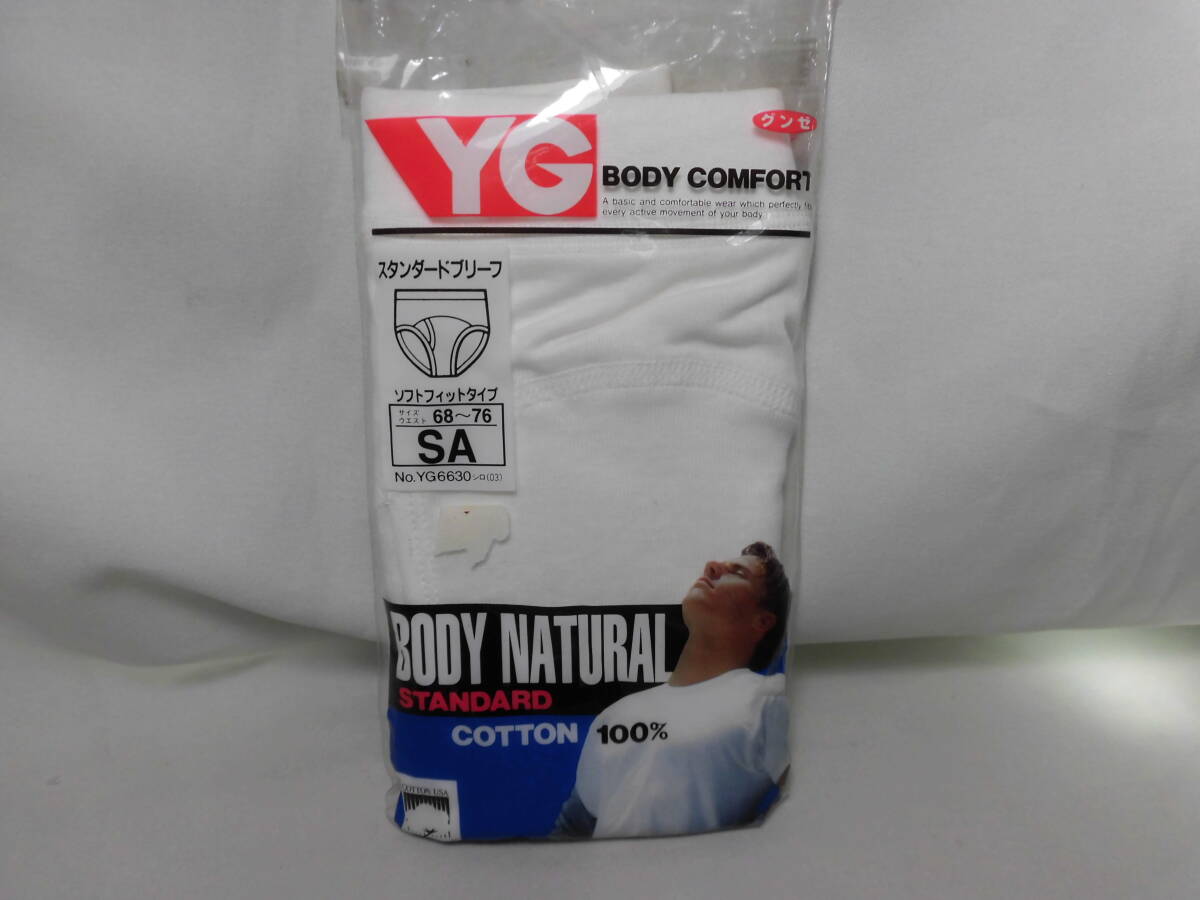 YG
グンゼ
BODY COMFORT
A basic and comfortable wear which perfectly fits
every active movement of your body.
スタンダードブリーフ
ソフトフィットタイプ
サイズ
ウエスト 68〜76
SA
No.YG6630シロ(03)
BODY NATURAL
STANDARD
COTTON 100%
COTTON USA